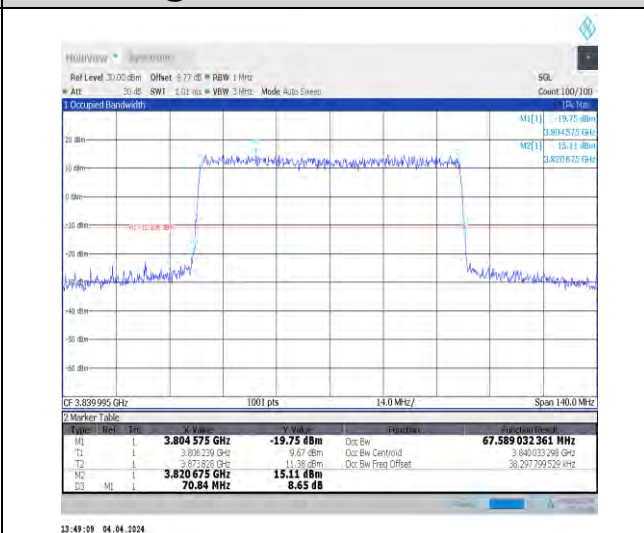 MultiView Spectrum
Ref Level 30.00 dBm Offset 8.77 dB RBW 1 MHz SGL
Att 30 dB SWT 1.01 ms VBW 3 MHz Mode Auto Sweep Count 100/100
1 Occupied Bandwidth 1Pk Max
M1[1] -19.75 dBm
3.804575 GHz
M2[1] 15.11 dBm
3.820675 GHz
20 dBm
10 dBm
0 dBm
-10 dBm
-20 dBm
-40 dBm
-50 dBm
-60 dBm
CF 3.839995 GHz 1001 pts 14.0 MHz/ Span 140.0 MHz
2 Marker Table
Type Ref Trc X-Value Y-Value Function Function Result
M1 1 3.804 575 GHz -19.75 dBm Occ Bw 67.589 032 361 MHz
T1 1 3.806 239 GHz 9.67 dBm Occ Bw Centroid 3.840 033 298 GHz
T2 1 3.873 828 GHz 11.38 dBm Occ Bw Freq Offset 38.297 799 529 kHz
M2 1 3.820 675 GHz 15.11 dBm
D3 M1 1 70.84 MHz 8.65 dB
13:49:09 04.04.2024